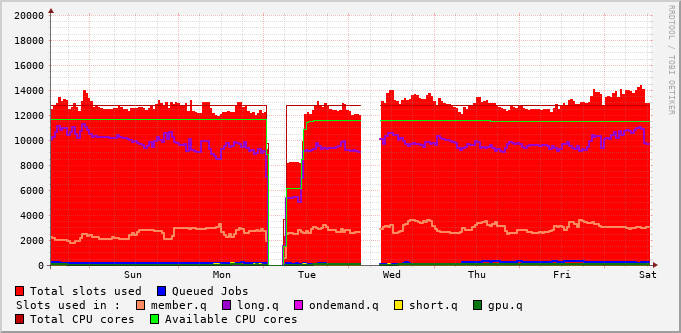 20000
18000
16000
14000
12000
10000
8000
6000
4000
2000
0
Sun Mon Tue Wed Thu Fri Sat
RRDTOOL / TOBI OETIKER
Total slots used Queued Jobs
Slots used in : member.q long.q ondemand.q short.q gpu.q
Total CPU cores Available CPU cores